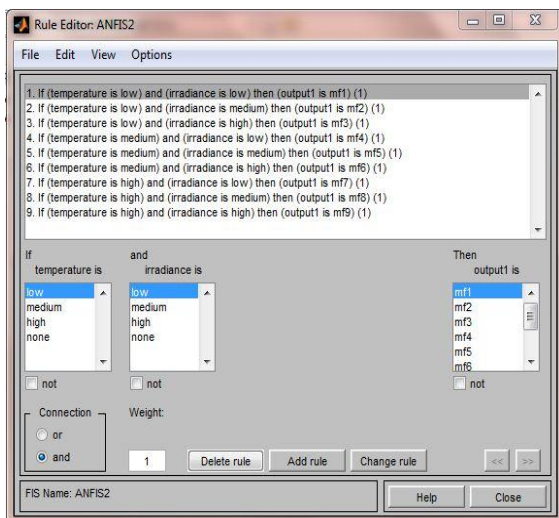 Rule Editor: ANFIS2
File Edit View Options
1. If (temperature is low) and (irradiance is low) then (output1 is mf1) (1)
2. If (temperature is low) and (irradiance is medium) then (output1 is mf2) (1)
3. If (temperature is low) and (irradiance is high) then (output1 is mf3) (1)
4. If (temperature is medium) and (irradiance is low) then (output1 is mf4) (1)
5. If (temperature is medium) and (irradiance is medium) then (output1 is mf5) (1)
6. If (temperature is medium) and (irradiance is high) then (output1 is mf6) (1)
7. If (temperature is high) and (irradiance is low) then (output1 is mf7) (1)
8. If (temperature is high) and (irradiance is medium) then (output1 is mf8) (1)
9. If (temperature is high) and (irradiance is high) then (output1 is mf9) (1)
If and Then
temperature is irradiance is output1 is
low low mf1
medium medium mf2
high high mf3
none none mf4
mf5
mf6
not not not
Connection Weight:
or
and 1 Delete rule Add rule Change rule << >>
FIS Name: ANFIS2 Help Close